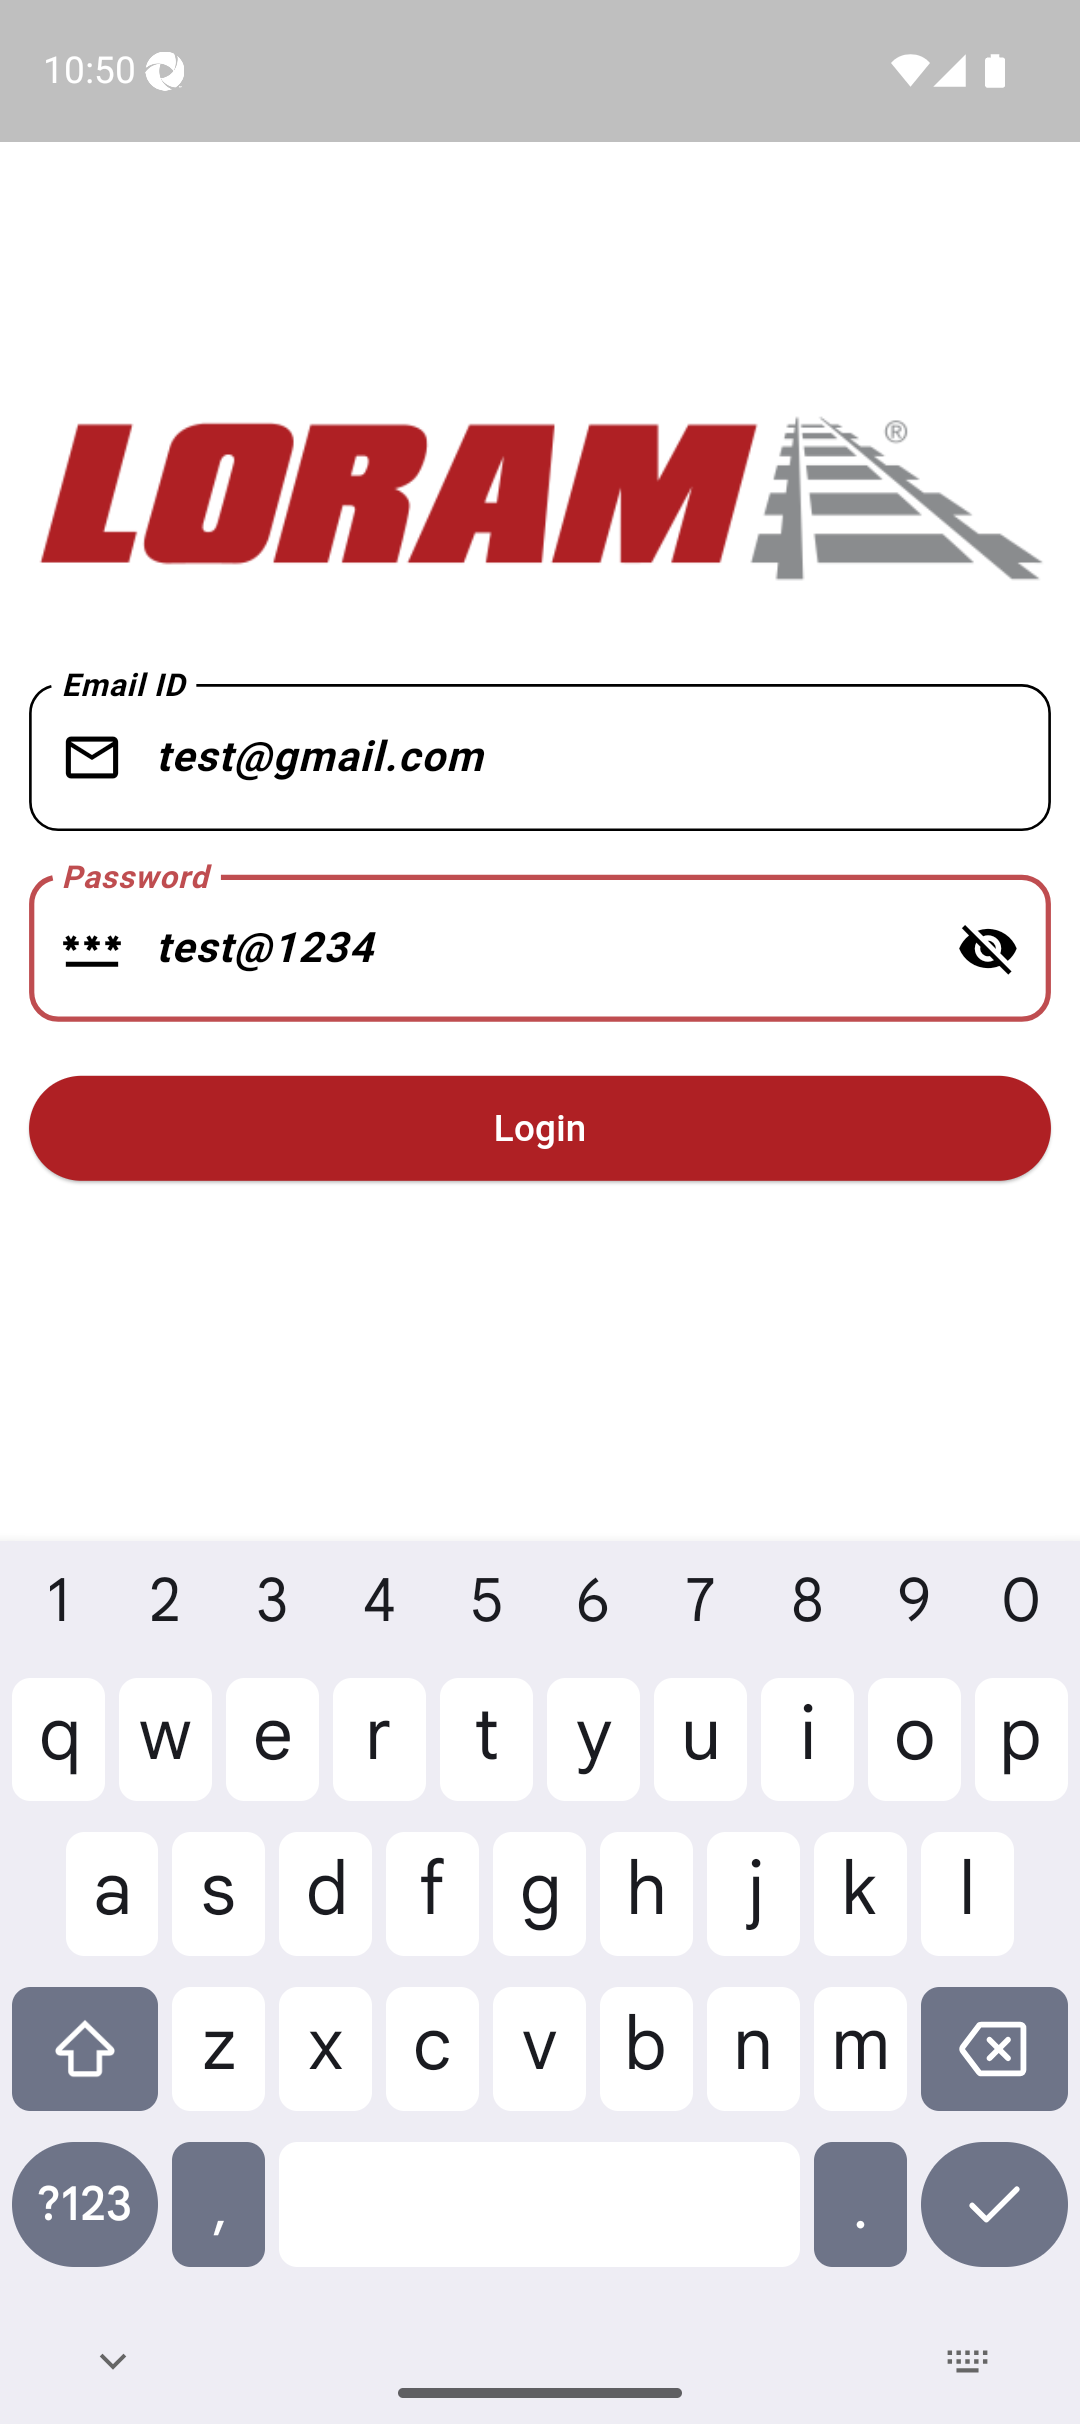 10:50
LORAM®
Email ID
test@gmail.com
Password
*** test@1234
Login
1 2 3 4 5 6 7 8 9 0
q w e r t y u i o p
a s d f g h j k l
z x c v b n m
?123 , .